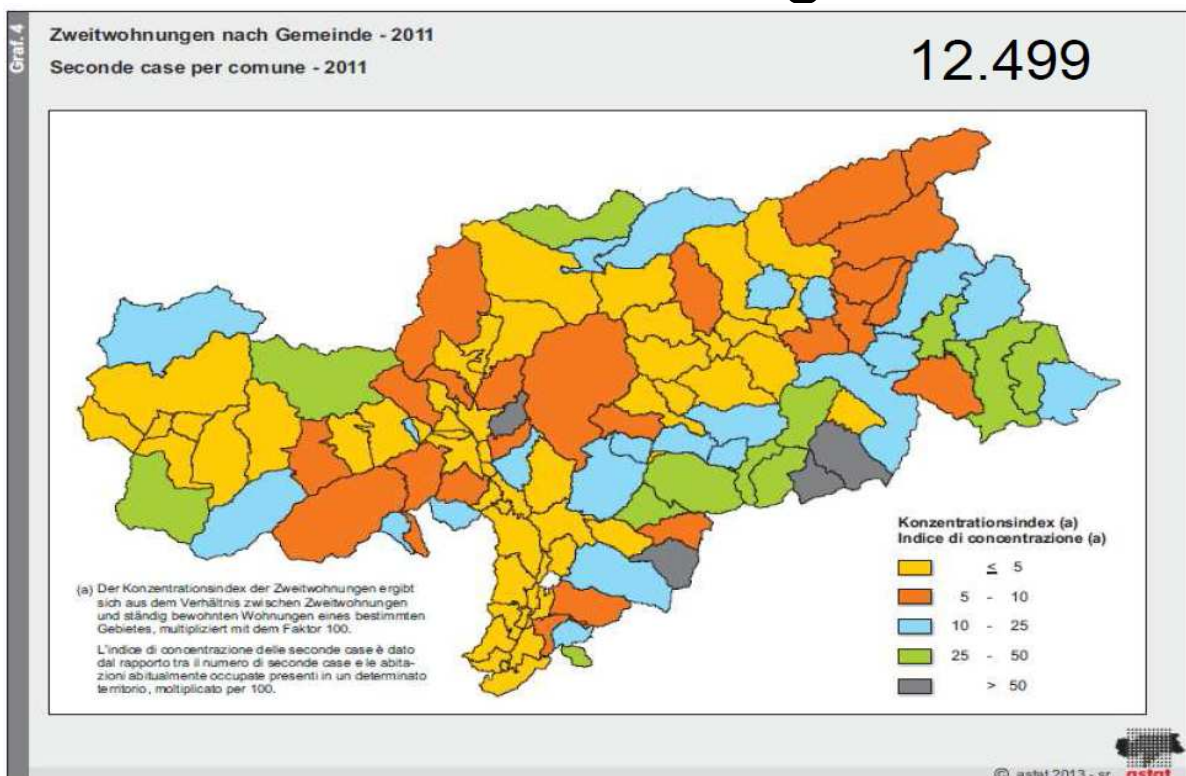 Graf. 4
Zweitwohnungen nach Gemeinde - 2011
Seconde case per comune - 2011
12.499
Konzentrationsindex (a)
Indice di concentrazione (a)
≤ 5
5 - 10
10 - 25
25 - 50
> 50
(a) Der Konzentrationsindex der Zweitwohnungen ergibt
sich aus dem Verhältnis zwischen Zweitwohnungen
und ständig bewohnten Wohnungen eines bestimmten
Gebietes, multipliziert mit dem Faktor 100.
L'indice di concentrazione delle seconde case è dato
dal rapporto tra il numero di seconde case e le abita-
zioni abitualmente occupate presenti in un determinato
territorio, moltiplicato per 100.
© astat 2013 - sr
astat